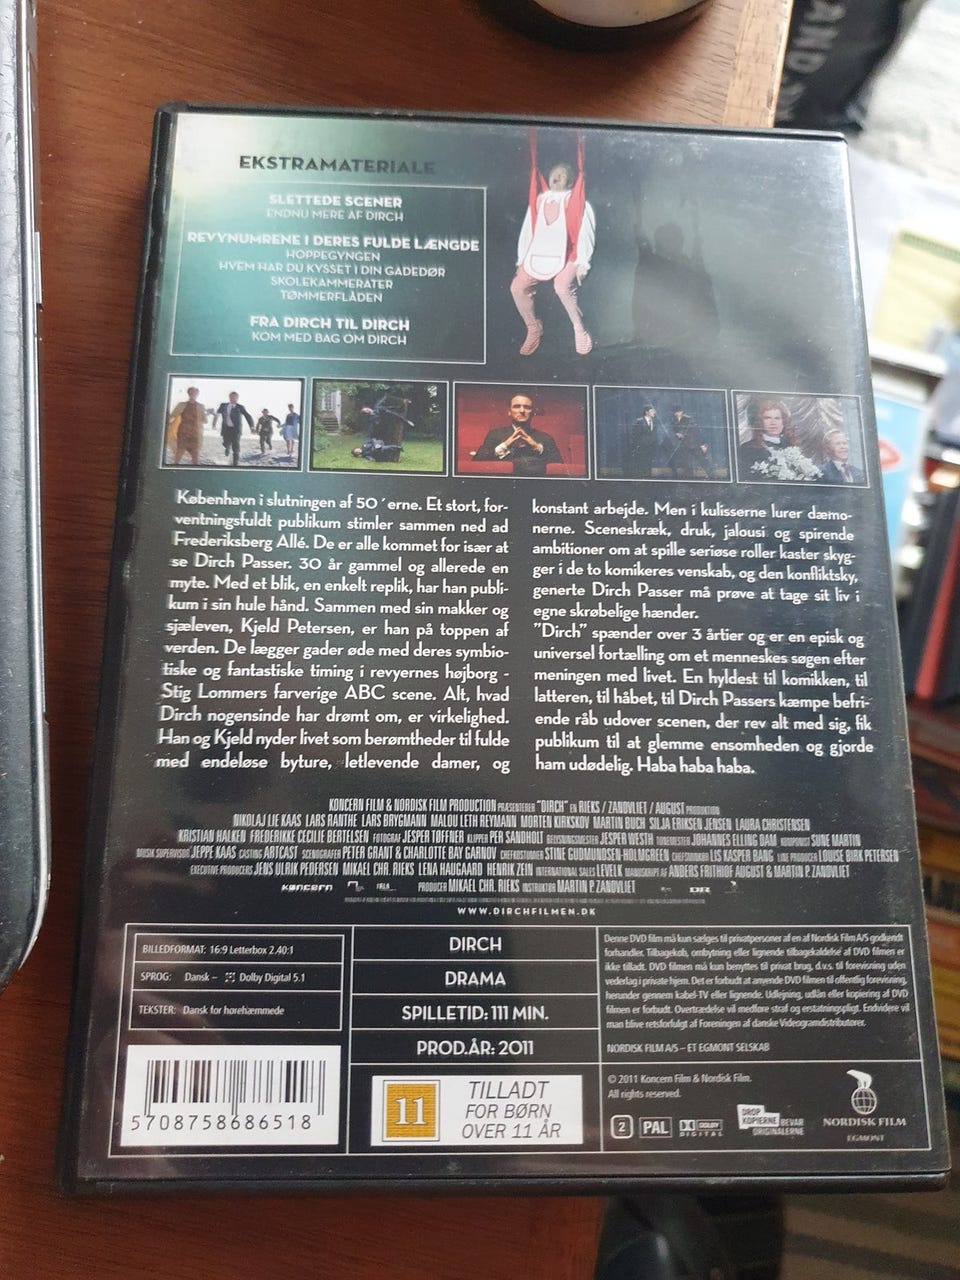 EKSTRAMATERIALE
SLETTEDE SCENER
ENDNU MERE AF DIRCH
REVYNUMRENE I DERES FULDE LÆNGDE
HOPPEGYNGEN
HVEM HAR DU KYSSET I DIN GADEDØR
SKOLEKAMMERATER
TØMMERFLÅDEN
FRA DIRCH TIL DIRCH
KOM MED BAG OM DIRCH
København i slutningen af 50´erne. Et stort, for-
ventningsfuldt publikum stimler sammen ned ad
Frederiksberg Allé. De er alle kommet for især at
se Dirch Passer. 30 år gammel og allerede en
myte. Med et blik, en enkelt replik, har han publi-
kum i sin hule hånd. Sammen med sin makker og
sjæleven, Kjeld Petersen, er han på toppen af
verden. De lægger gader øde med deres symbio-
tiske og fantastiske timing i revyernes højborg -
Stig Lommers farverige ABC scene. Alt, hvad
Dirch nogensinde har drømt om, er virkelighed.
Han og Kjeld nyder livet som berømtheder til fulde
med endeløse byture, letlevende damer, og
konstant arbejde. Men i kulisserne lurer dæmo-
nerne. Sceneskræk, druk, jalousi og spirende
ambitioner om at spille seriøse roller kaster skyg-
ger i de to komikeres venskab, og den konfliktsky,
generte Dirch Passer må prøve at tage sit liv i
egne skrøbelige hænder.
"Dirch" spænder over 3 årtier og er en episk og
universel fortælling om et menneskes søgen efter
meningen med livet. En hyldest til komikken, til
latteren, til håbet, til Dirch Passers kæmpe befri-
ende råb udover scenen, der rev alt med sig, fik
publikum til at glemme ensomheden og gjorde
ham udødelig. Haba haba haba.
KONCERN FILM & NORDISK FILM PRODUCTION PRÆSENTERER "DIRCH" EN RIEKS / ZANDVLIET / AUGUST PRODUKTION
NIKOLAJ LIE KAAS LARS RANTHE LARS BRYGMANN MALOU LETH REYMANN MORTEN KIRKSKOV MARTIN BUCH SILJA ERIKSEN JENSEN LAURA CHRISTENSEN
KRISTIAN HALKEN FREDERIKKE CECILIE BERTELSEN FOTOGRAF JESPER TØFFNER KLIPPER PER SANDHOLT BELYSNINGSMESTER JESPER WESTH TONEMESTER JOHANNES ELLING DAM KOMPONIST SUNE MARTIN
MUSIK SUPERVISOR JEPPE KAAS CASTING ARTCAST SCENOGRAFER PETER GRANT & CHARLOTTE BAY GARNOV CHEFKOSTUMIER STINE GUDMUNDSEN-HOLMGREEN CHEFSMINKØR LIS KASPER BANG LINE PRODUCER LOUISE BIRK PETERSEN
EXECUTIVE PRODUCERS JENS ULRIK PEDERSEN MIKAEL CHR. RIEKS LENA HAUGAARD HENRIK ZEIN INTERNATIONAL SALES LEVELK MANUSKRIPT AF ANDERS FRITHIOF AUGUST & MARTIN P. ZANDVLIET
koncern PRODUCER MIKAEL CHR. RIEKS INSTRUKTØR MARTIN P. ZANDVLIET DR
WWW.DIRCHFILMEN.DK
BILLEDFORMAT: 16:9 Letterbox 2.40:1
SPROG: Dansk – Dolby Digital 5.1
TEKSTER: Dansk for hørehæmmede
5708758686518
DIRCH
DRAMA
SPILLETID: 111 MIN.
PROD.ÅR: 2011
11
TILLADT
FOR BØRN
OVER 11 ÅR
Denne DVD film må kun sælges til privatpersoner af en af Nordisk Film A/S godkendt
forhandler. Tilbagekøb, ombytning eller lignende tilbagekaldelse af DVD filmen er
ikke tilladt. DVD filmen må kun benyttes til privat brug, d.v.s. til forevisning uden
vederlag i private hjem. Det er forbudt at anvende DVD filmen til offentlig forevisning,
herunder gennem kabel-TV eller lignende. Udlejning, udlån eller kopiering af DVD
filmen er forbudt. Overtrædelse vil medføre straf og erstatningspligt. Endvidere vil
man blive retsforfulgt af Foreningen af danske Videogramdistributører.
NORDISK FILM A/S – ET EGMONT SELSKAB
© 2011 Koncern Film & Nordisk Film.
All rights reserved.
2 PAL DOLBY DIGITAL
DROP KOPIERNE BEVAR ORIGINALERNE
NORDISK FILM
EGMONT